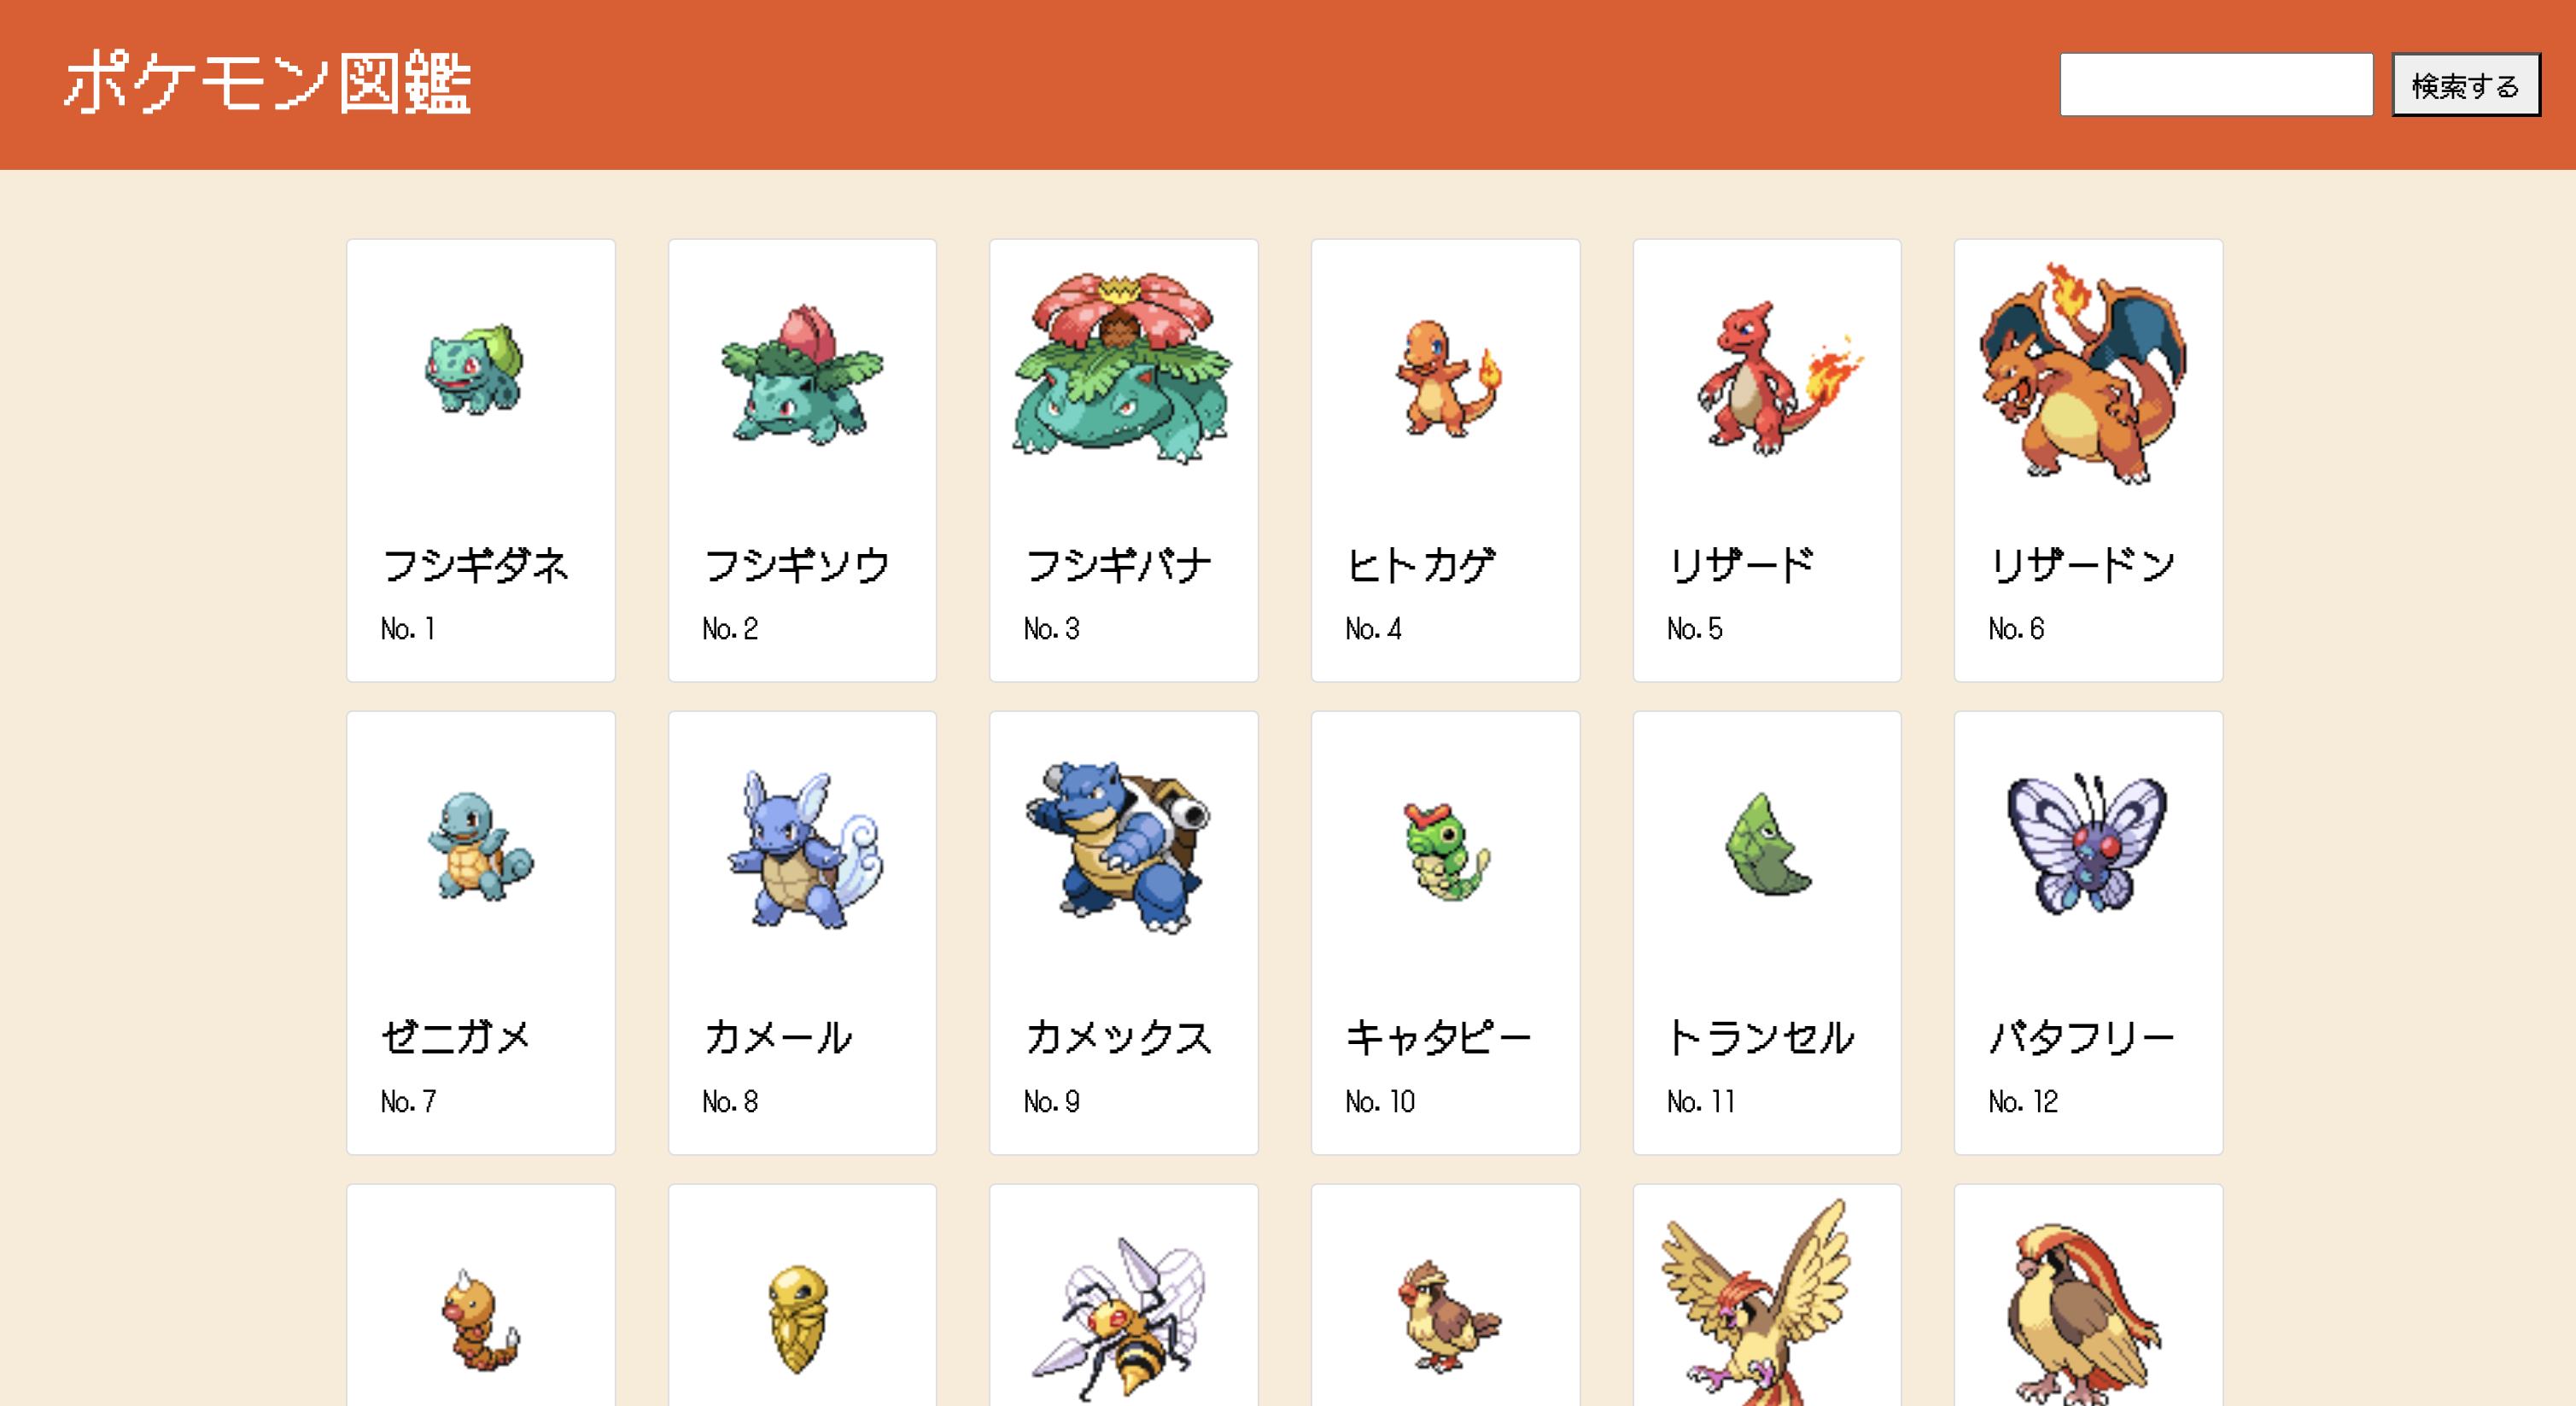 ポケモン図鑑
検索する
フシギダネ
No. 1
フシギソウ
No. 2
フシギバナ
No. 3
ヒトカゲ
No. 4
リザード
No. 5
リザードン
No. 6
ゼニガメ
No. 7
カメール
No. 8
カメックス
No. 9
キャタピー
No. 10
トランセル
No. 11
バタフリー
No. 12